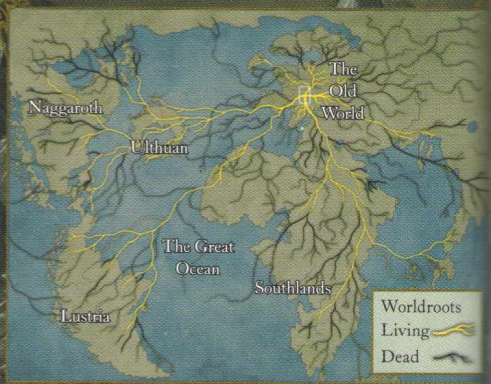 The
Old
World
Naggaroth
Ulthuan
The Great
Ocean
Southlands
Lustria
Worldroots
Living
Dead